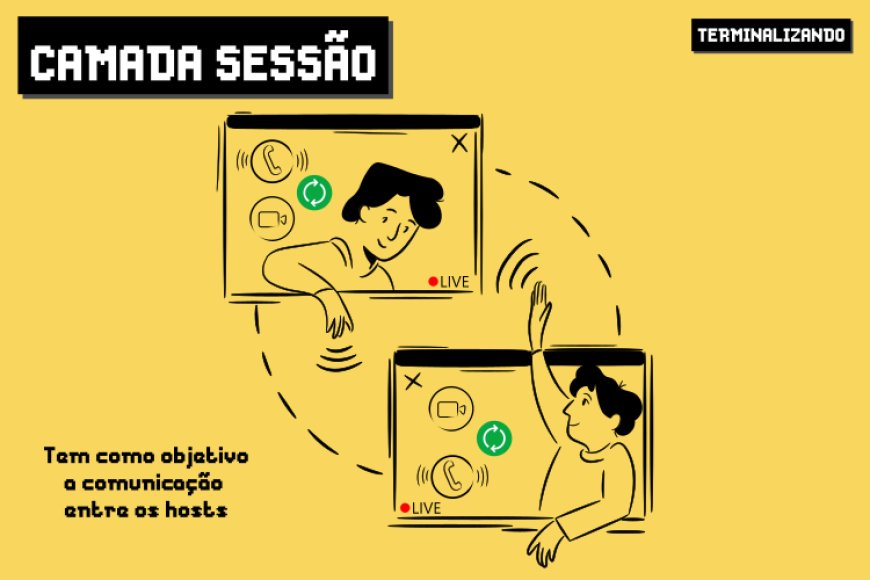 CAMADA SESSÃO
TERMINALIZANDO
LIVE
LIVE
Tem como objetivo
a comunicação
entre os hosts